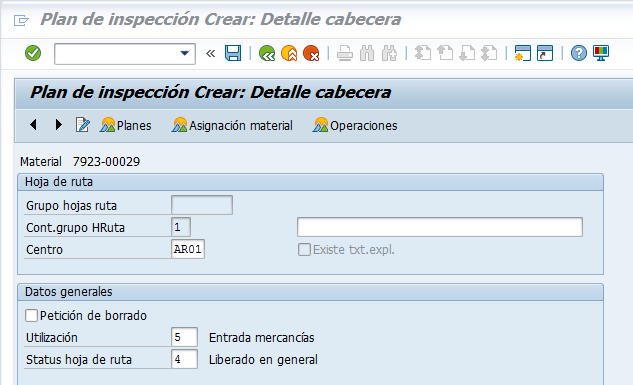 Plan de inspección Crear: Detalle cabecera
Plan de inspección Crear: Detalle cabecera
Planes Asignación material Operaciones
Material 7923-00029
Hoja de ruta
Grupo hojas ruta
Cont.grupo HRuta 1
Centro AR01 Existe txt.expl.
Datos generales
Petición de borrado
Utilización 5 Entrada mercancías
Status hoja de ruta 4 Liberado en general